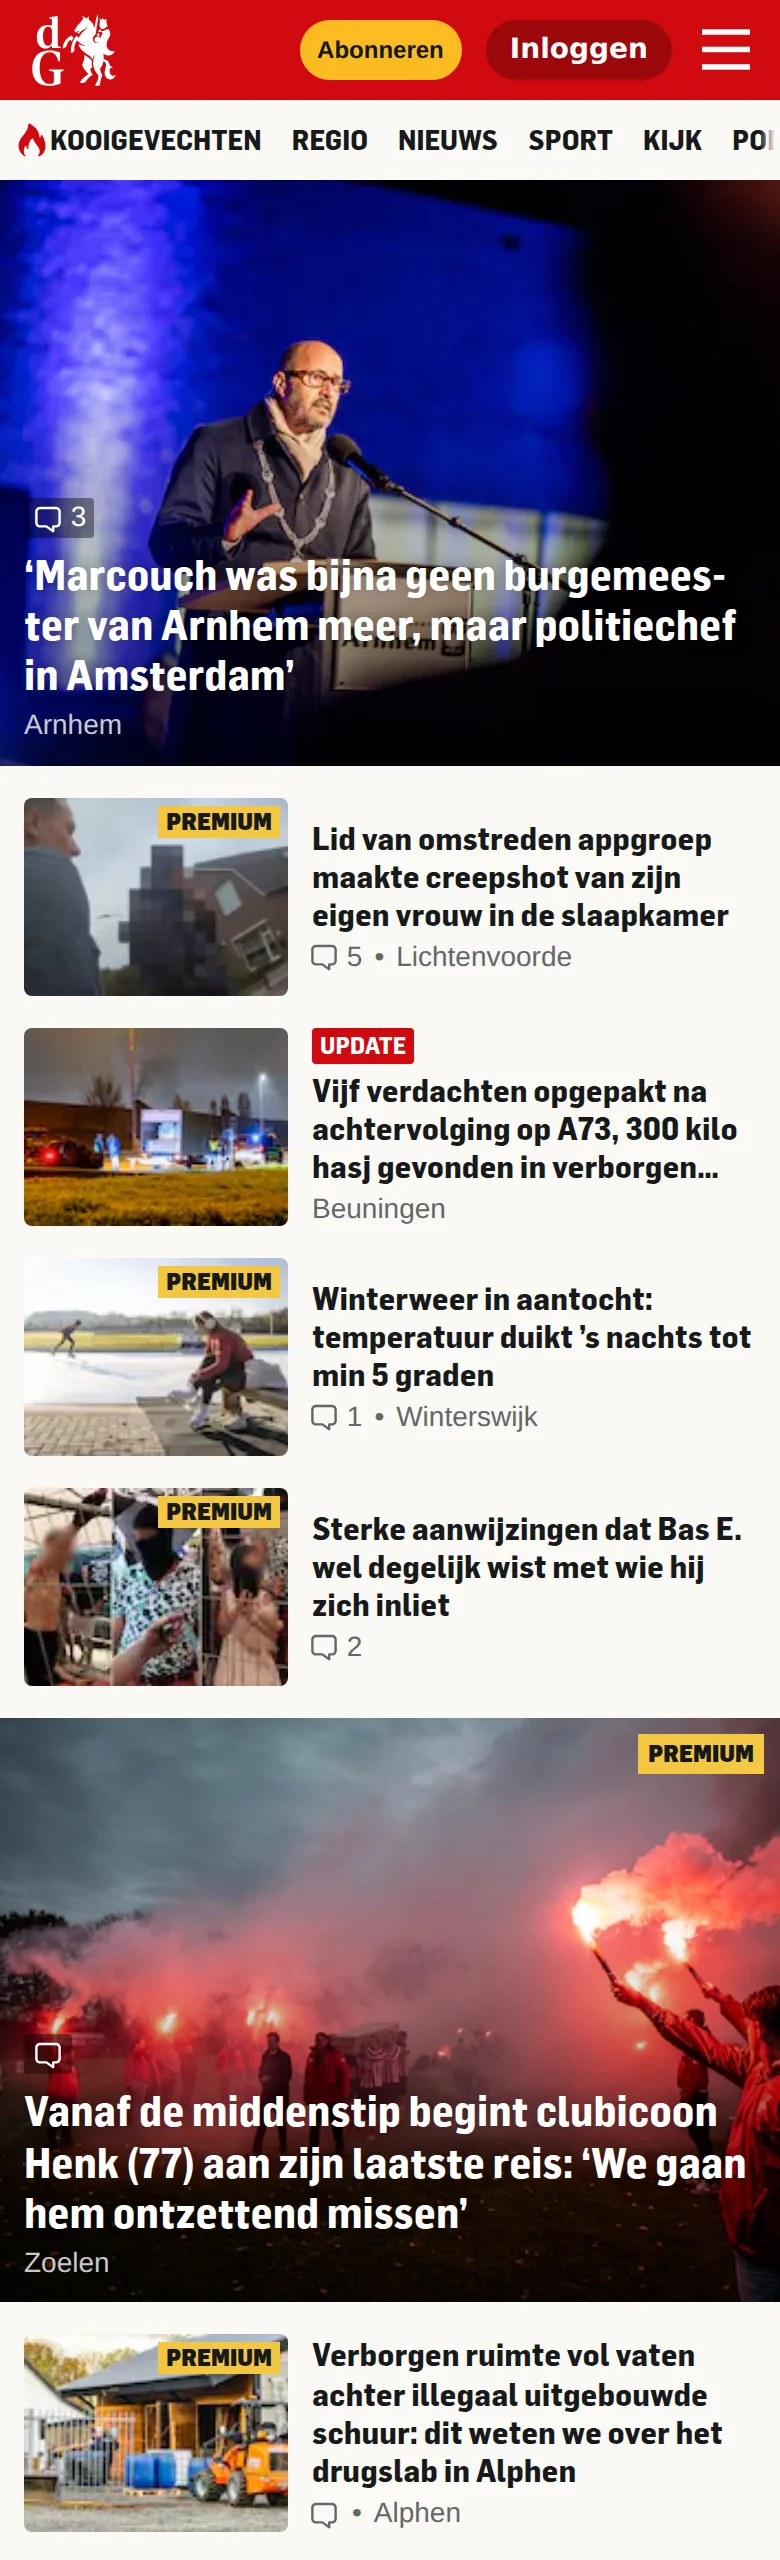 dG
Abonneren
Inloggen
KOOIGEVECHTEN REGIO NIEUWS SPORT KIJK
3
‘Marcouch was bijna geen burgemees-
ter van Arnhem meer, maar politiechef
in Amsterdam’
Arnhem
PREMIUM
Lid van omstreden appgroep
maakte creepshot van zijn
eigen vrouw in de slaapkamer
5 • Lichtenvoorde
UPDATE
Vijf verdachten opgepakt na
achtervolging op A73, 300 kilo
hasj gevonden in verborgen...
Beuningen
PREMIUM
Winterweer in aantocht:
temperatuur duikt ’s nachts tot
min 5 graden
1 • Winterswijk
PREMIUM
Sterke aanwijzingen dat Bas E.
wel degelijk wist met wie hij
zich inliet
2
PREMIUM
Vanaf de middenstip begint clubicoon
Henk (77) aan zijn laatste reis: ‘We gaan
hem ontzettend missen’
Zoelen
PREMIUM
Verborgen ruimte vol vaten
achter illegaal uitgebouwde
schuur: dit weten we over het
drugslab in Alphen
• Alphen